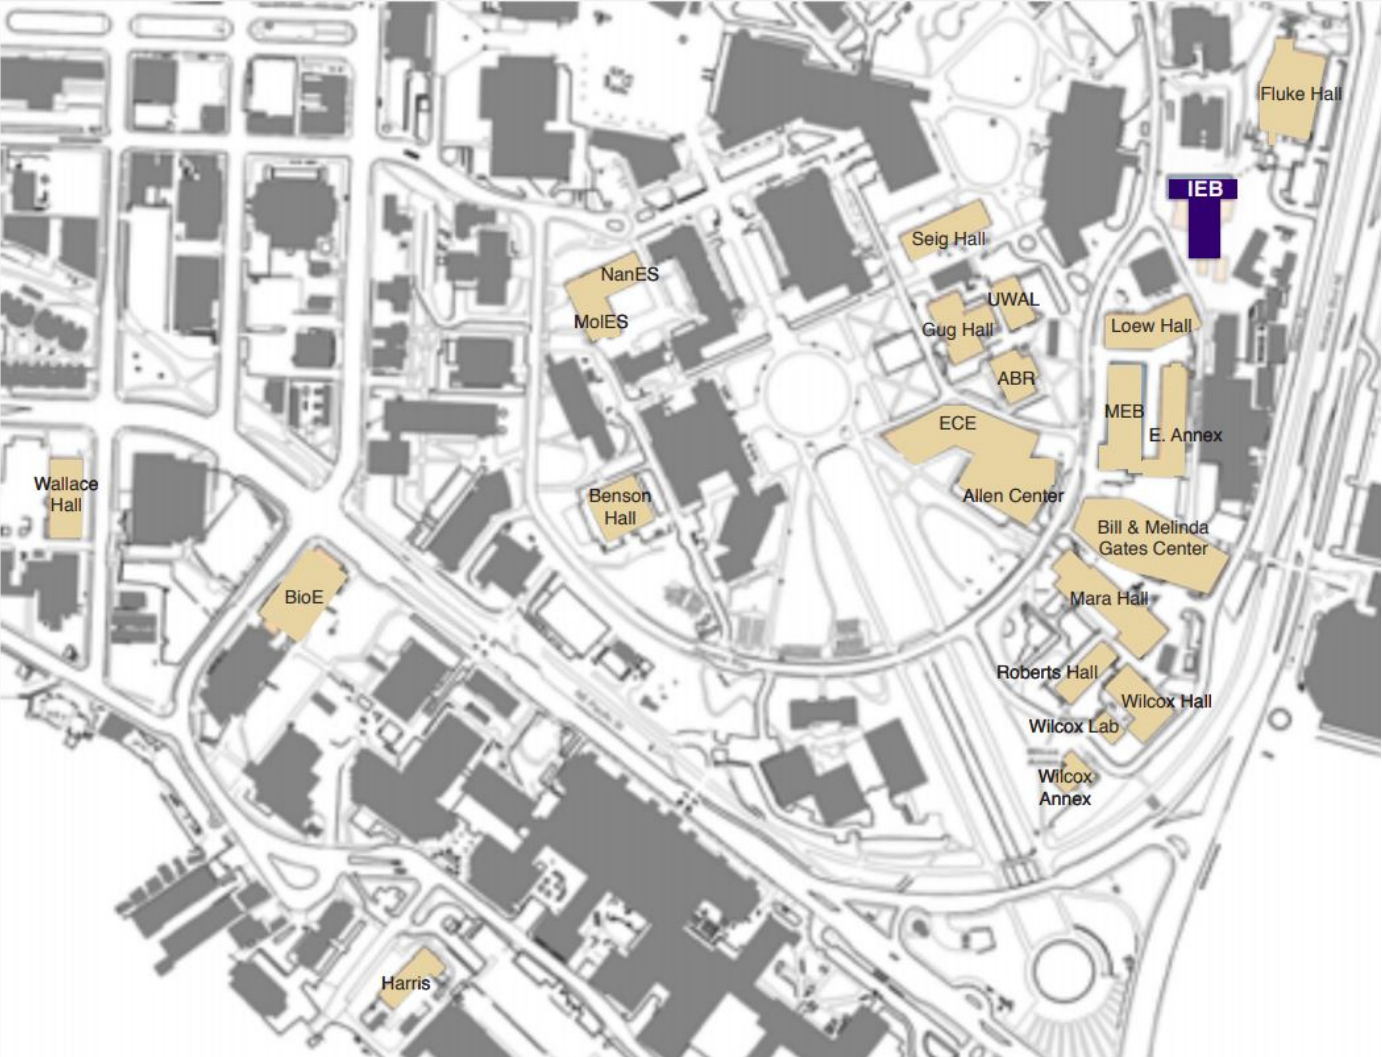 Fluke Hall
IEB
Seig Hall
NanES
UWAL
MolES
Gug Hall
Loew Hall
ABR
MEB
ECE
E. Annex
Wallace
Hall
Benson
Hall
Allen Center
Bill & Melinda
Gates Center
BioE
Mara Hall
Roberts Hall
Wilcox Hall
Wilcox Lab
Wilcox
Annex
Harris